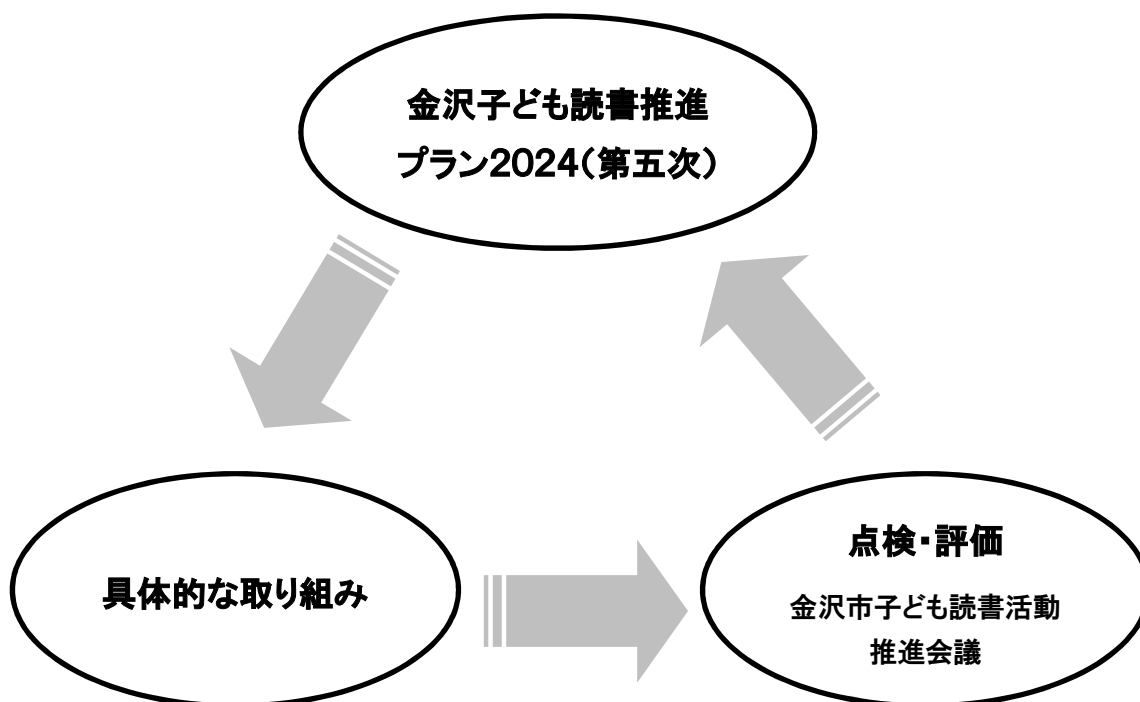 金沢子ども読書推進
プラン2024(第五次)
具体的な取り組み
点検・評価
金沢市子ども読書活動
推進会議